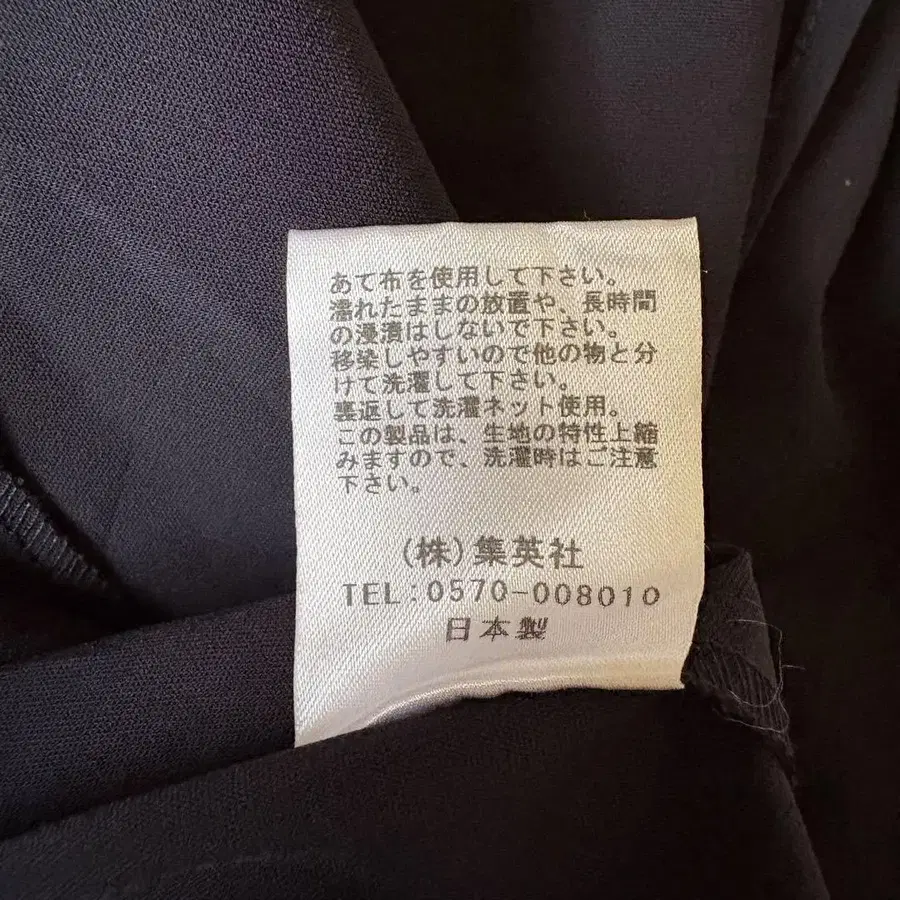 あて布を使用して下さい。
濡れたままの放置や、長時間
の浸漬はしないで下さい。
移染しやすいので他の物と分
けて洗濯して下さい。
裏返して洗濯ネット使用。
この製品は、生地の特性上縮
みますので、洗濯時はご注意
下さい。
(株)集英社
TEL:0570-008010
日本製